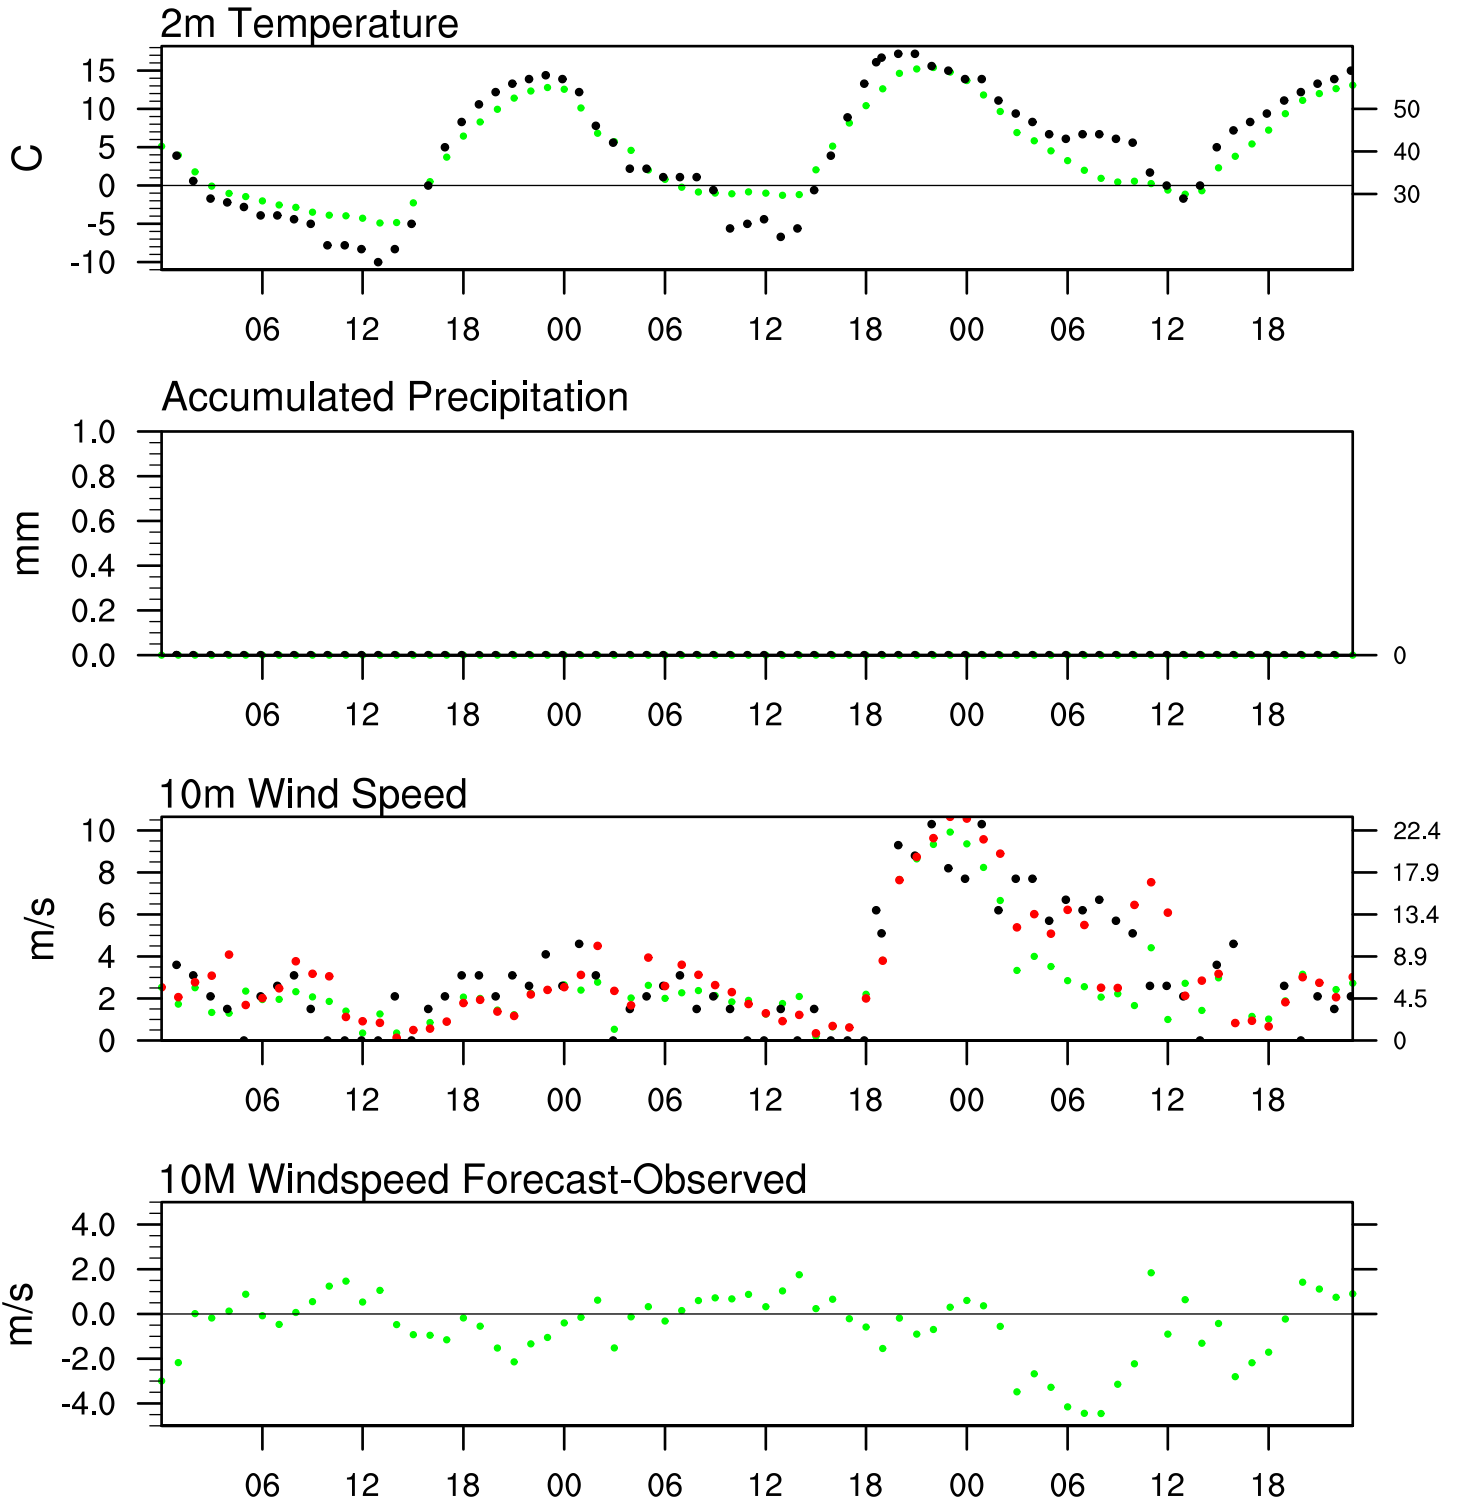 2m Temperature
15
10
5
0
-5
-10
C
50
40
30
06 12 18 00 06 12 18 00 06 12 18
Accumulated Precipitation
1.0
0.8
0.6
0.4
0.2
0.0
mm
0
06 12 18 00 06 12 18 00 06 12 18
10m Wind Speed
10
8
6
4
2
0
m/s
22.4
17.9
13.4
8.9
4.5
0
06 12 18 00 06 12 18 00 06 12 18
10M Windspeed Forecast-Observed
4.0
2.0
0.0
-2.0
-4.0
m/s
06 12 18 00 06 12 18 00 06 12 18